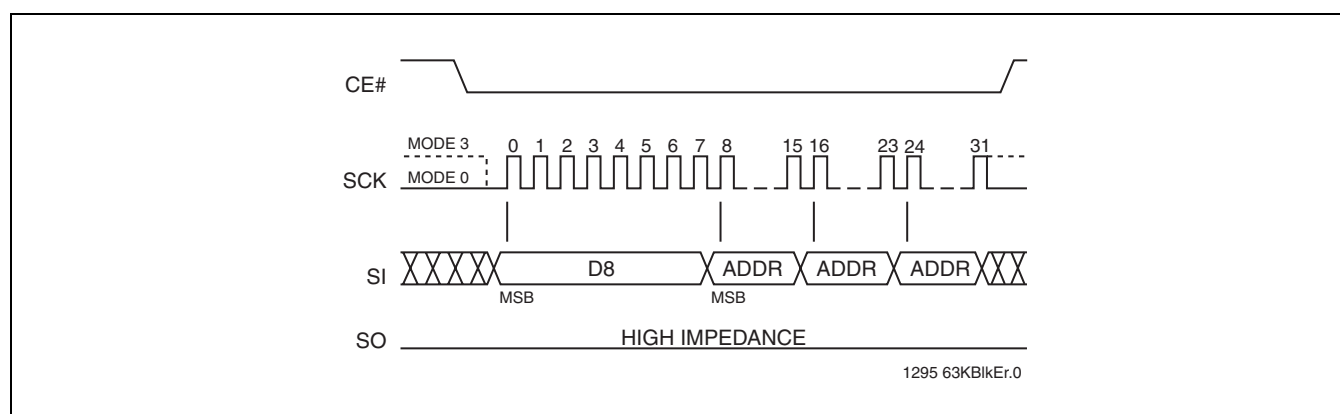 CE#
MODE 3 0 1 2 3 4 5 6 7 8 15 16 23 24 31
SCK MODE 0
SI D8 ADDR ADDR ADDR
MSB MSB
SO HIGH IMPEDANCE
1295 63KBlkEr.0